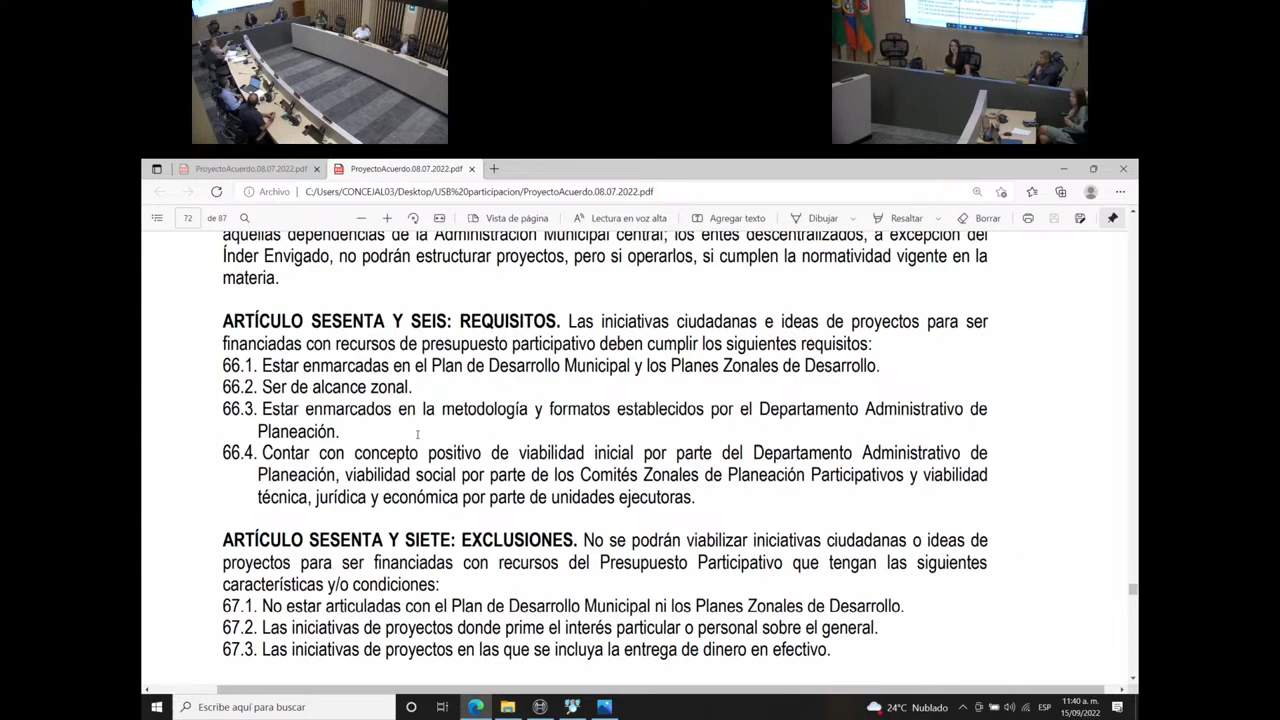 ProyectoAcuerdo.08.07.2022.pdf
ProyectoAcuerdo.08.07.2022.pdf
Archivo
C:/Users/CONCEJAL03/Desktop/USB%20participacion/ProyectoAcuerdo.08.07.2022.pdf
72 de 87
Vista de página
Lectura en voz alta
Agregar texto
Dibujar
Resaltar
Borrar
aquellas dependencias de la Administración Municipal central; los entes descentralizados, a excepción del
Índer Envigado, no podrán estructurar proyectos, pero si operarlos, si cumplen la normatividad vigente en la
materia.
ARTÍCULO SESENTA Y SEIS: REQUISITOS. Las iniciativas ciudadanas e ideas de proyectos para ser
financiadas con recursos de presupuesto participativo deben cumplir los siguientes requisitos:
66.1. Estar enmarcadas en el Plan de Desarrollo Municipal y los Planes Zonales de Desarrollo.
66.2. Ser de alcance zonal.
66.3. Estar enmarcados en la metodología y formatos establecidos por el Departamento Administrativo de
Planeación.
66.4. Contar con concepto positivo de viabilidad inicial por parte del Departamento Administrativo de
Planeación, viabilidad social por parte de los Comités Zonales de Planeación Participativos y viabilidad
técnica, jurídica y económica por parte de unidades ejecutoras.
ARTÍCULO SESENTA Y SIETE: EXCLUSIONES. No se podrán viabilizar iniciativas ciudadanas o ideas de
proyectos para ser financiadas con recursos del Presupuesto Participativo que tengan las siguientes
características y/o condiciones:
67.1. No estar articuladas con el Plan de Desarrollo Municipal ni los Planes Zonales de Desarrollo.
67.2. Las iniciativas de proyectos donde prime el interés particular o personal sobre el general.
67.3. Las iniciativas de proyectos en las que se incluya la entrega de dinero en efectivo.
Escribe aquí para buscar
24°C Nublado
ESP
11:40 a. m.
15/09/2022